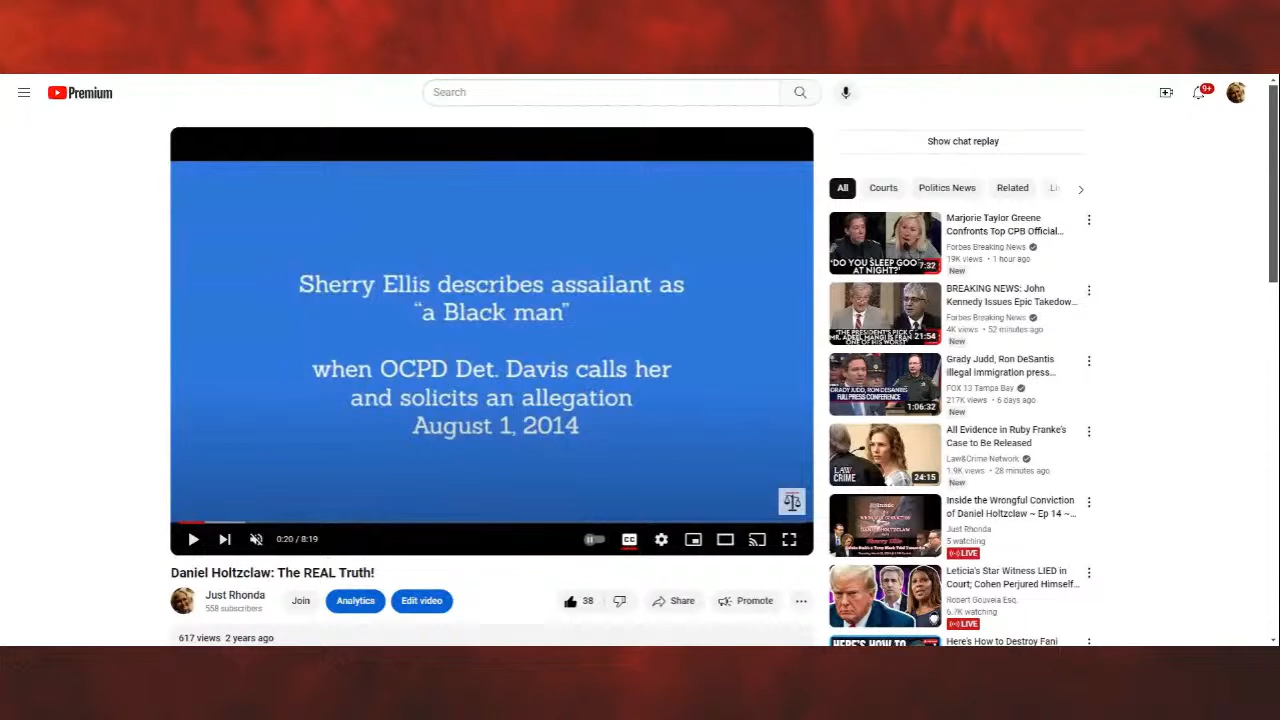 Premium
Search
9+
Sherry Ellis describes assailant as
“a Black man”
when OCPD Det. Davis calls her
and solicits an allegation
August 1, 2014
0:20 / 8:19
CC
Daniel Holtzclaw: The REAL Truth!
Just Rhonda
558 subscribers
Join
Analytics
Edit video
38
Share
Promote
617 views 2 years ago
Show chat replay
All
Courts
Politics News
Related
'DO YOU SLEEP GOO
AT NIGHT?'
7:32
Marjorie Taylor Greene
Confronts Top CPB Official...
Forbes Breaking News
19K views • 1 hour ago
New
21:54
BREAKING NEWS: John
Kennedy Issues Epic Takedow...
Forbes Breaking News
4K views • 52 minutes ago
New
GRADY JUDD, RON DESANTIS
FULL PRESS CONFERENCE
1:06:32
Grady Judd, Ron DeSantis
illegal immigration press...
FOX 13 Tampa Bay
217K views • 6 days ago
New
LAW
CRIME
24:15
All Evidence in Ruby Franke's
Case to Be Released
Law&Crime Network
1.9K views • 28 minutes ago
New
Sherry Ellis
Inside the Wrongful Conviction
of Daniel Holtzclaw ~ Ep 14 ~...
Just Rhonda
5 watching
LIVE
Leticia's Star Witness LIED in
Court; Cohen Perjured Himself...
Robert Gouveia Esq.
6.7K watching
LIVE
HERE'S HOW TO
Here's How to Destroy Fani